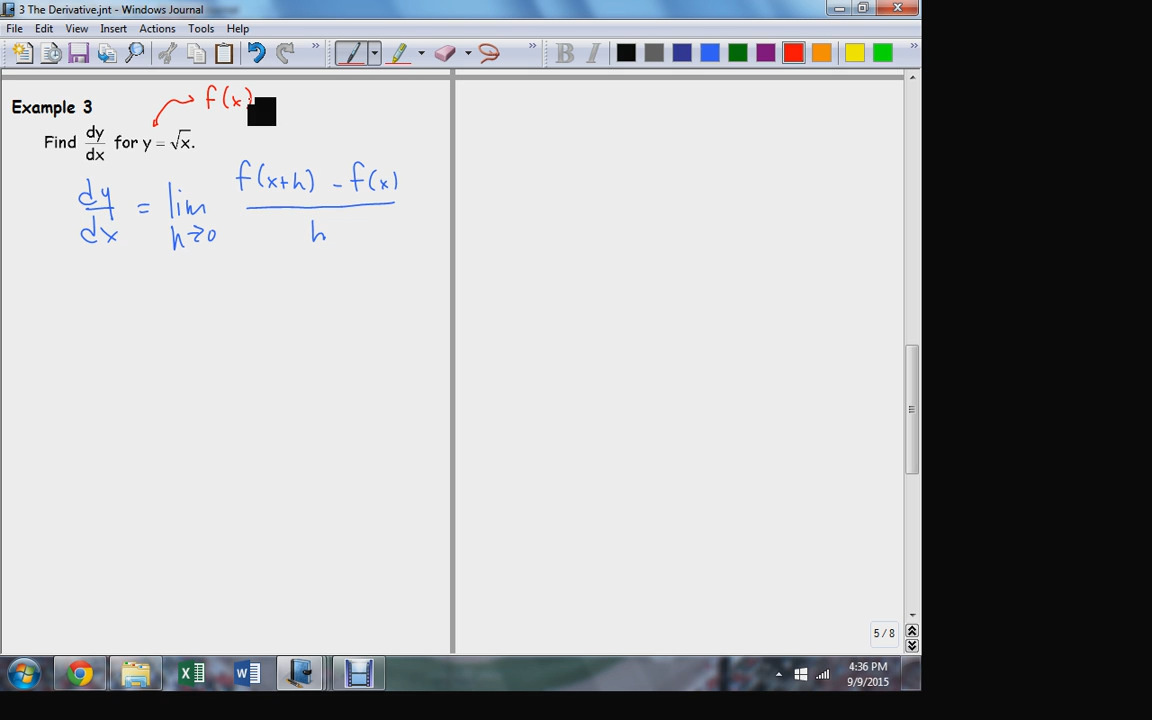 3 The Derivative.jnt - Windows Journal
File Edit View Insert Actions Tools Help
» » B I »
Example 3
f(x)
Find dy/dx for y = √x.
dy/dx = lim h→0 f(x+h) - f(x) / h
5 / 8
4:36 PM
9/9/2015